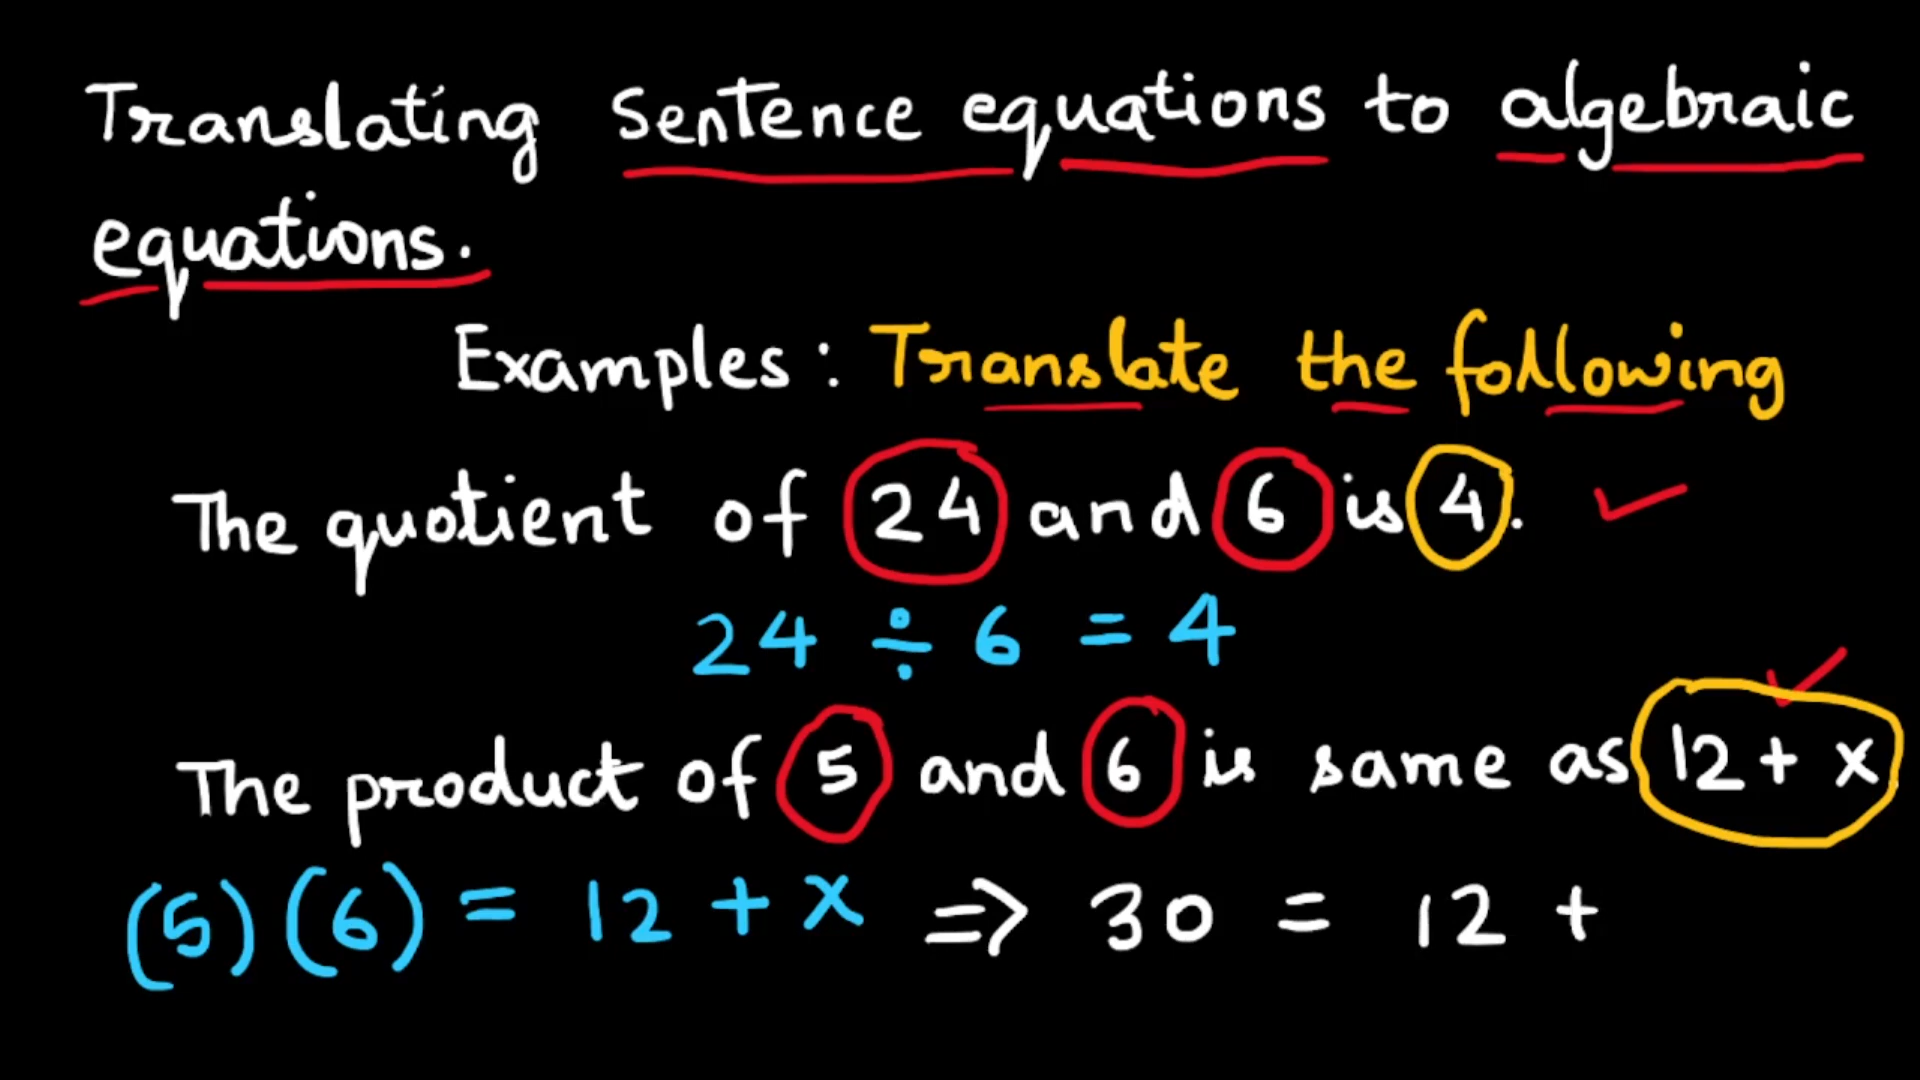 Translating sentence equations to algebraic
equations.
Examples: Translate the following
The quotient of 24 and 6 is 4.
24 ÷ 6 = 4
The product of 5 and 6 is same as 12 + x
(5)(6) = 12 + x => 30 = 12 +